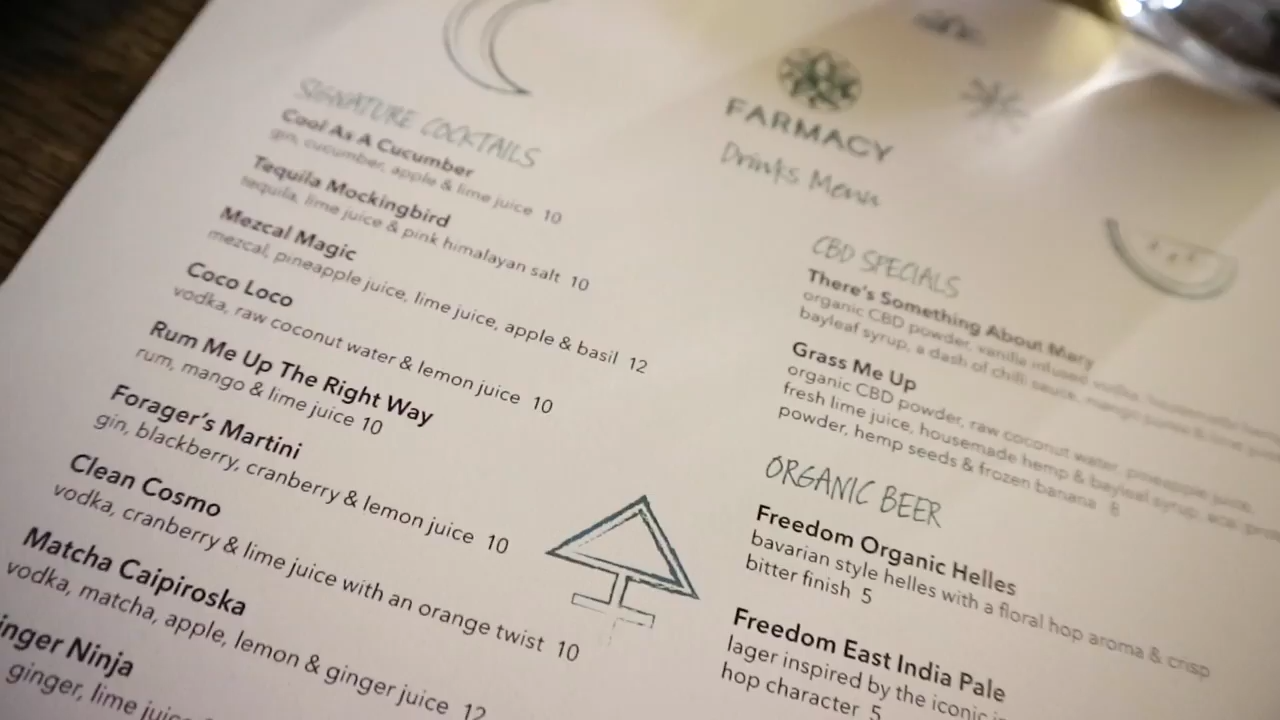 SIGNATURE COCKTAILS
Cool As A Cucumber
gin, cucumber, apple & lime juice 10
Tequila Mockingbird
tequila, lime juice & pink himalayan salt 10
Mezcal Magic
mezcal, pineapple juice, lime juice, apple & basil 12
Coco Loco
vodka, raw coconut water & lemon juice 10
Rum Me Up The Right Way
rum, mango & lime juice 10
Forager's Martini
gin, blackberry, cranberry & lemon juice 10
Clean Cosmo
vodka, cranberry & lime juice with an orange twist 10
Matcha Caipiroska
vodka, matcha, apple, lemon & ginger juice 12
inger Ninja
ginger, lime juic
FARMACY
Drinks Menu
CBD SPECIALS
There's Something About Mary
organic CBD powder, vanilla infused vodka, housemade hemp
bayleaf syrup, a dash of chilli sauce, mango puree & lime juice
Grass Me Up
organic CBD powder, raw coconut water, pineapple juice,
fresh lime juice, housemade hemp & bayleaf syrup, acai
powder, hemp seeds & frozen banana 8
ORGANIC BEER
Freedom Organic Helles
bavarian style helles with a floral hop aroma & crisp
bitter finish 5
Freedom East India Pale
lager inspired by the iconic
hop character 5